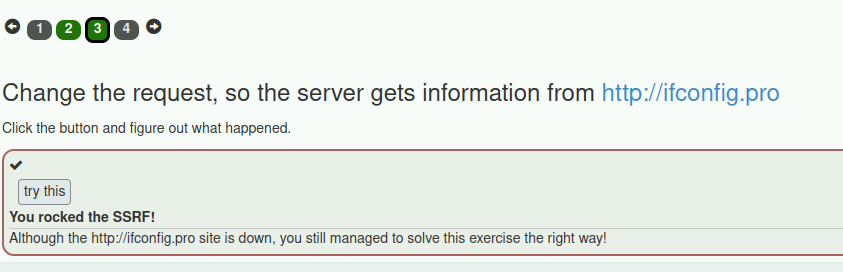 1 2 3 4
Change the request, so the server gets information from http://ifconfig.pro
Click the button and figure out what happened.
try this
You rocked the SSRF!
Although the http://ifconfig.pro site is down, you still managed to solve this exercise the right way!